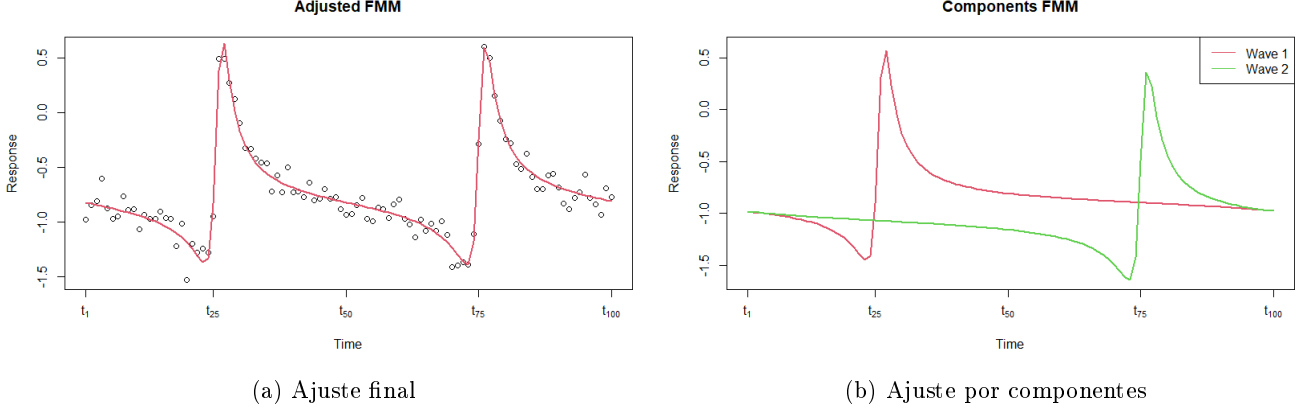 Adjusted FMM
Response
0.5
0.0
-0.5
-1.0
-1.5
t1
t25
t50
t75
t100
Time
(a) Ajuste final
Components FMM
Wave 1
Wave 2
Response
0.5
0.0
-0.5
-1.0
-1.5
t1
t25
t50
t75
t100
Time
(b) Ajuste por componentes